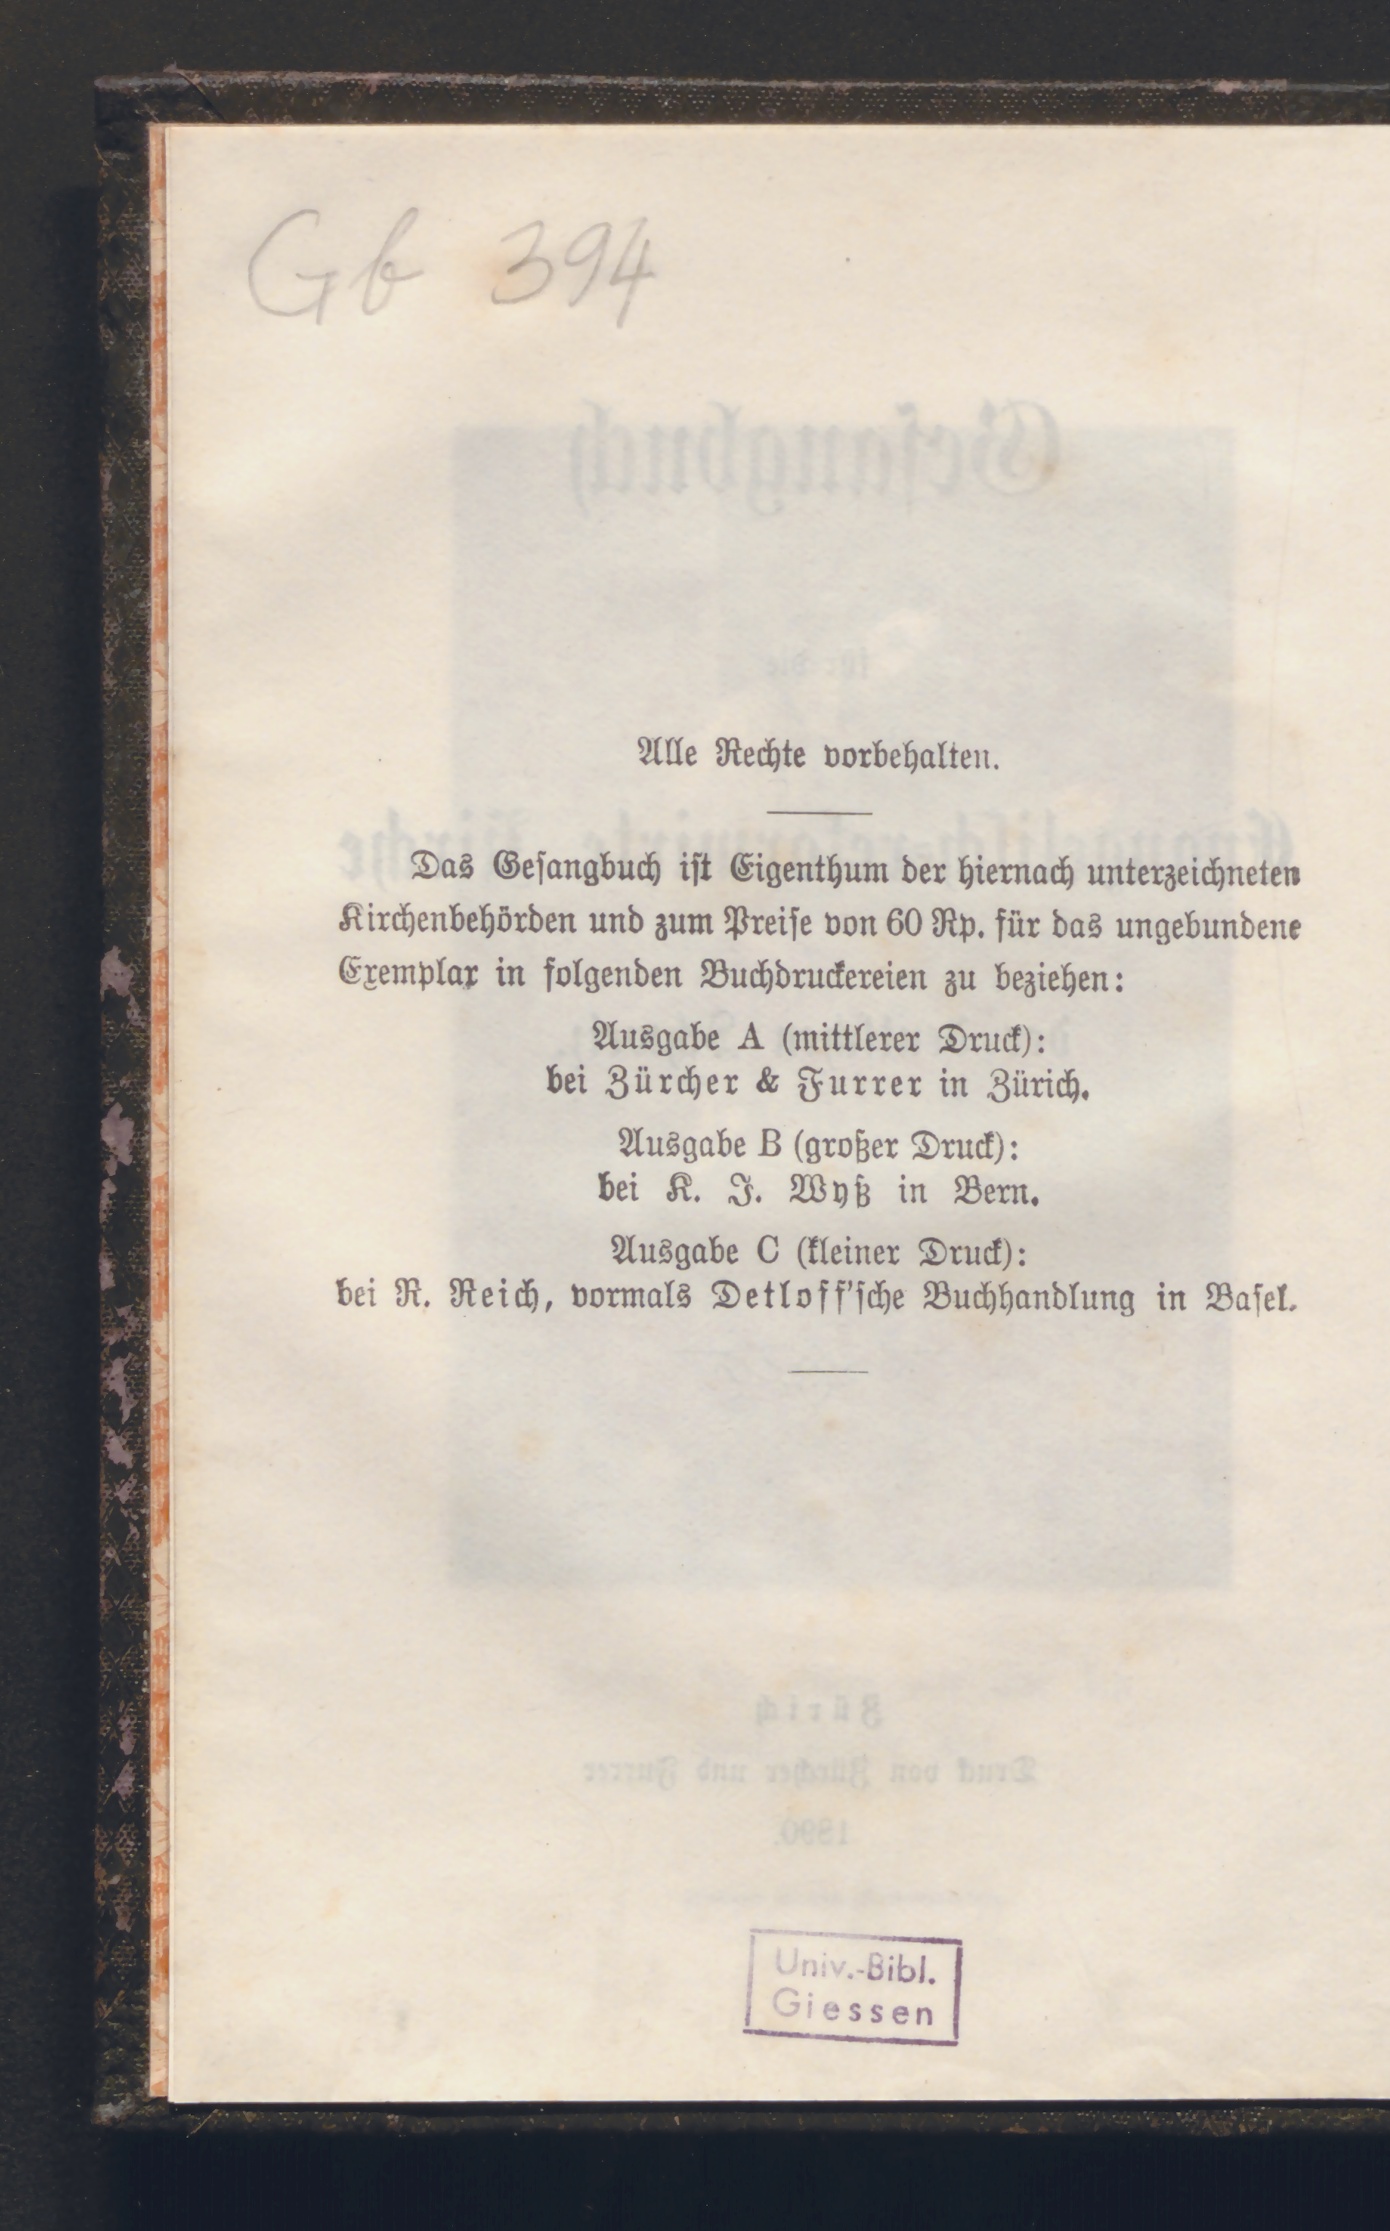 Gb 394
Alle Rechte vorbehalten.
Das Gesangbuch ist Eigenthum der hiernach unterzeichneten
Kirchenbehörden und zum Preise von 60 Rp. für das ungebundene
Exemplar in folgenden Buchdruckereien zu beziehen:
Ausgabe A (mittlerer Druck):
bei Zürcher & Furrer in Zürich.
Ausgabe B (großer Druck):
bei K. J. Wyß in Bern.
Ausgabe C (kleiner Druck):
bei R. Reich, vormals Detloff'sche Buchhandlung in Basel.
Univ.-Bibl.
Giessen